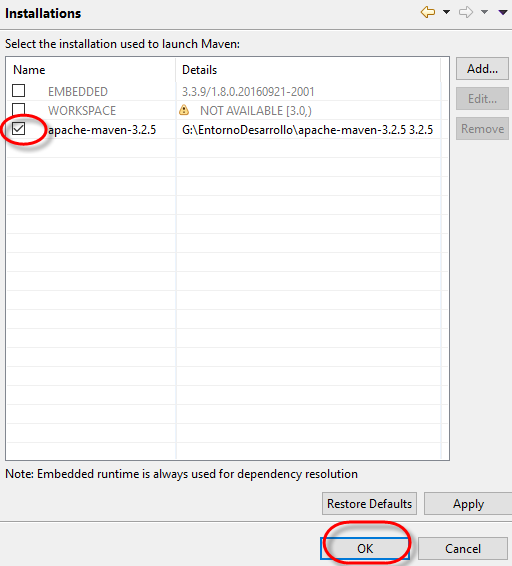 Installations
Select the installation used to launch Maven:
Name Details
Add...
EMBEDDED 3.3.9/1.8.0.20160921-2001
Edit...
WORKSPACE NOT AVAILABLE [3.0,)
Remove
apache-maven-3.2.5 G:\EntornoDesarrollo\apache-maven-3.2.5 3.2.5
Note: Embedded runtime is always used for dependency resolution
Restore Defaults Apply
OK Cancel